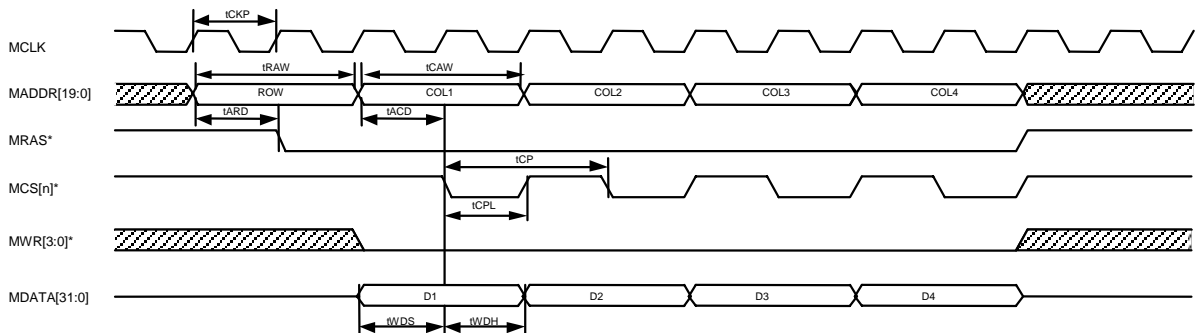 tCKP
MCLK
tRAW tCAW
MADDR[19:0] ROW COL1 COL2 COL3 COL4
tARD tACD
MRAS*
tCP
MCS[n]*
tCPL
MWR[3:0]*
MDATA[31:0] D1 D2 D3 D4
tWDS tWDH